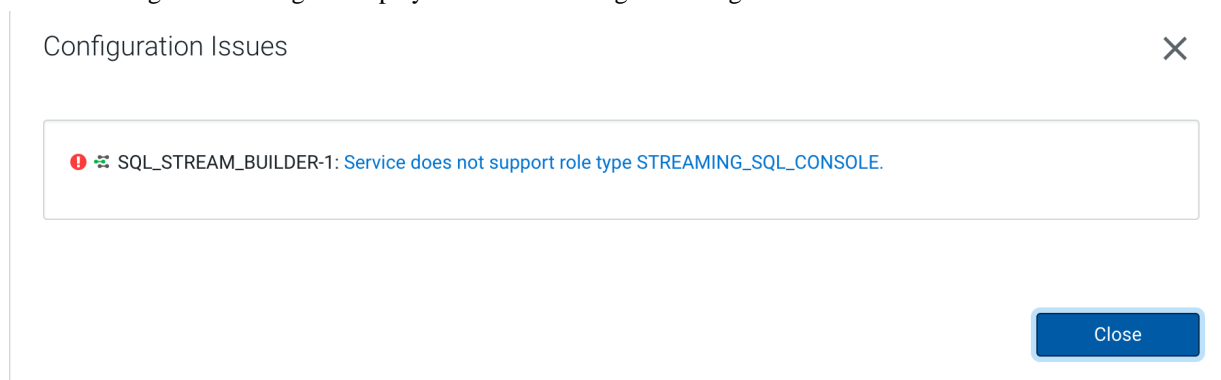 Configuration Issues
SQL_STREAM_BUILDER-1: Service does not support role type STREAMING_SQL_CONSOLE.
Close